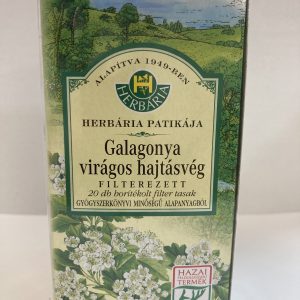 ALAPÍTVA 1949-BEN
HERBÁRIA
HERBÁRIA PATIKÁJA
Galagonya
virágos hajtásvég
FILTEREZETT
20 db borítékolt filter tasak
GYÓGYSZERKÖNYVI MINŐSÉGŰ ALAPANYAGBÓL
HAZAI
FELDOLGOZÁSÚ
TERMÉK